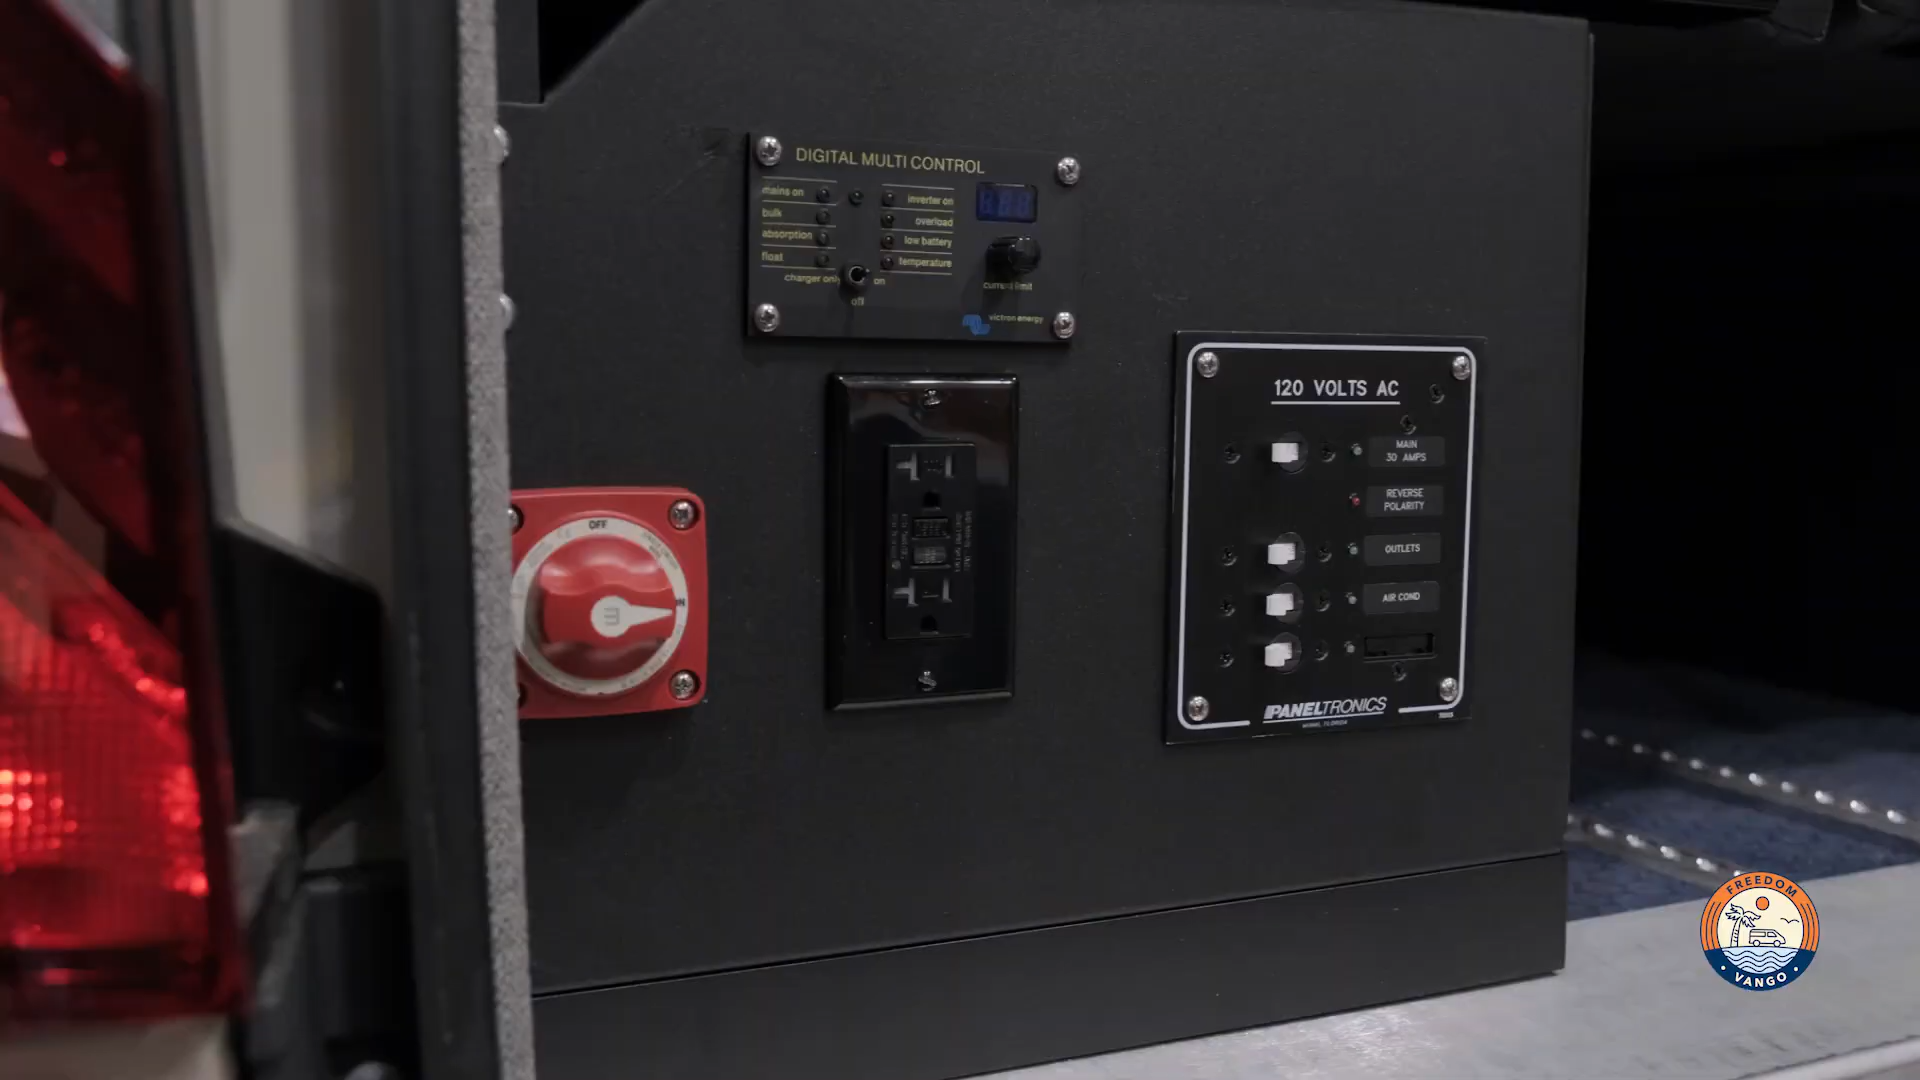 DIGITAL MULTI CONTROL
mains on
bulk
absorption
float
inverter on
overload
low battery
temperature
charger only
on
off
current limit
victron energy
OFF
120 VOLTS AC
MAIN
30 AMPS
REVERSE
POLARITY
OUTLETS
AIR COND
PANELTRONICS
FREEDOM
VANGO